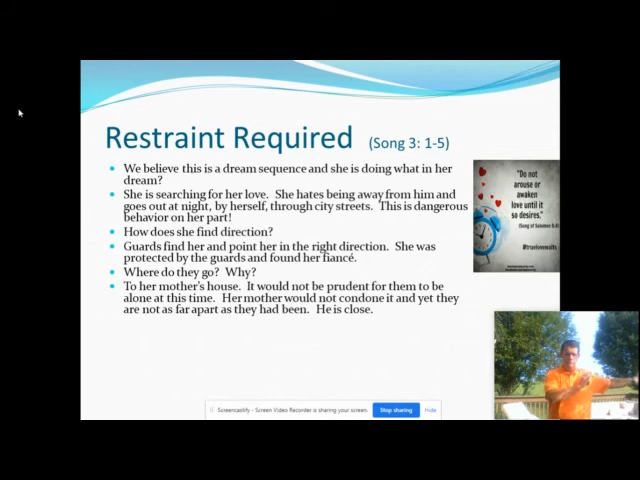 Restraint Required (Song 3: 1-5)
We believe this is a dream sequence and she is doing what in her
dream?
She is searching for her love. She hates being away from him and
goes out at night, by herself, through city streets. This is dangerous
behavior on her part!
How does she find direction?
Guards find her and point her in the right direction. She was
protected by the guards and found her fiancé.
Where do they go? Why?
To her mother's house. It would not be prudent for them to be
alone at this time. Her mother would not condone it and yet they
are not as far apart as they had been. He is close.
"Do not
arouse or
awaken
love until it
so desires."
(Song of Solomon 8:4)
#truelovewaits
Screencastify - Screen Video Recorder is sharing your screen.
Stop sharing
Hide